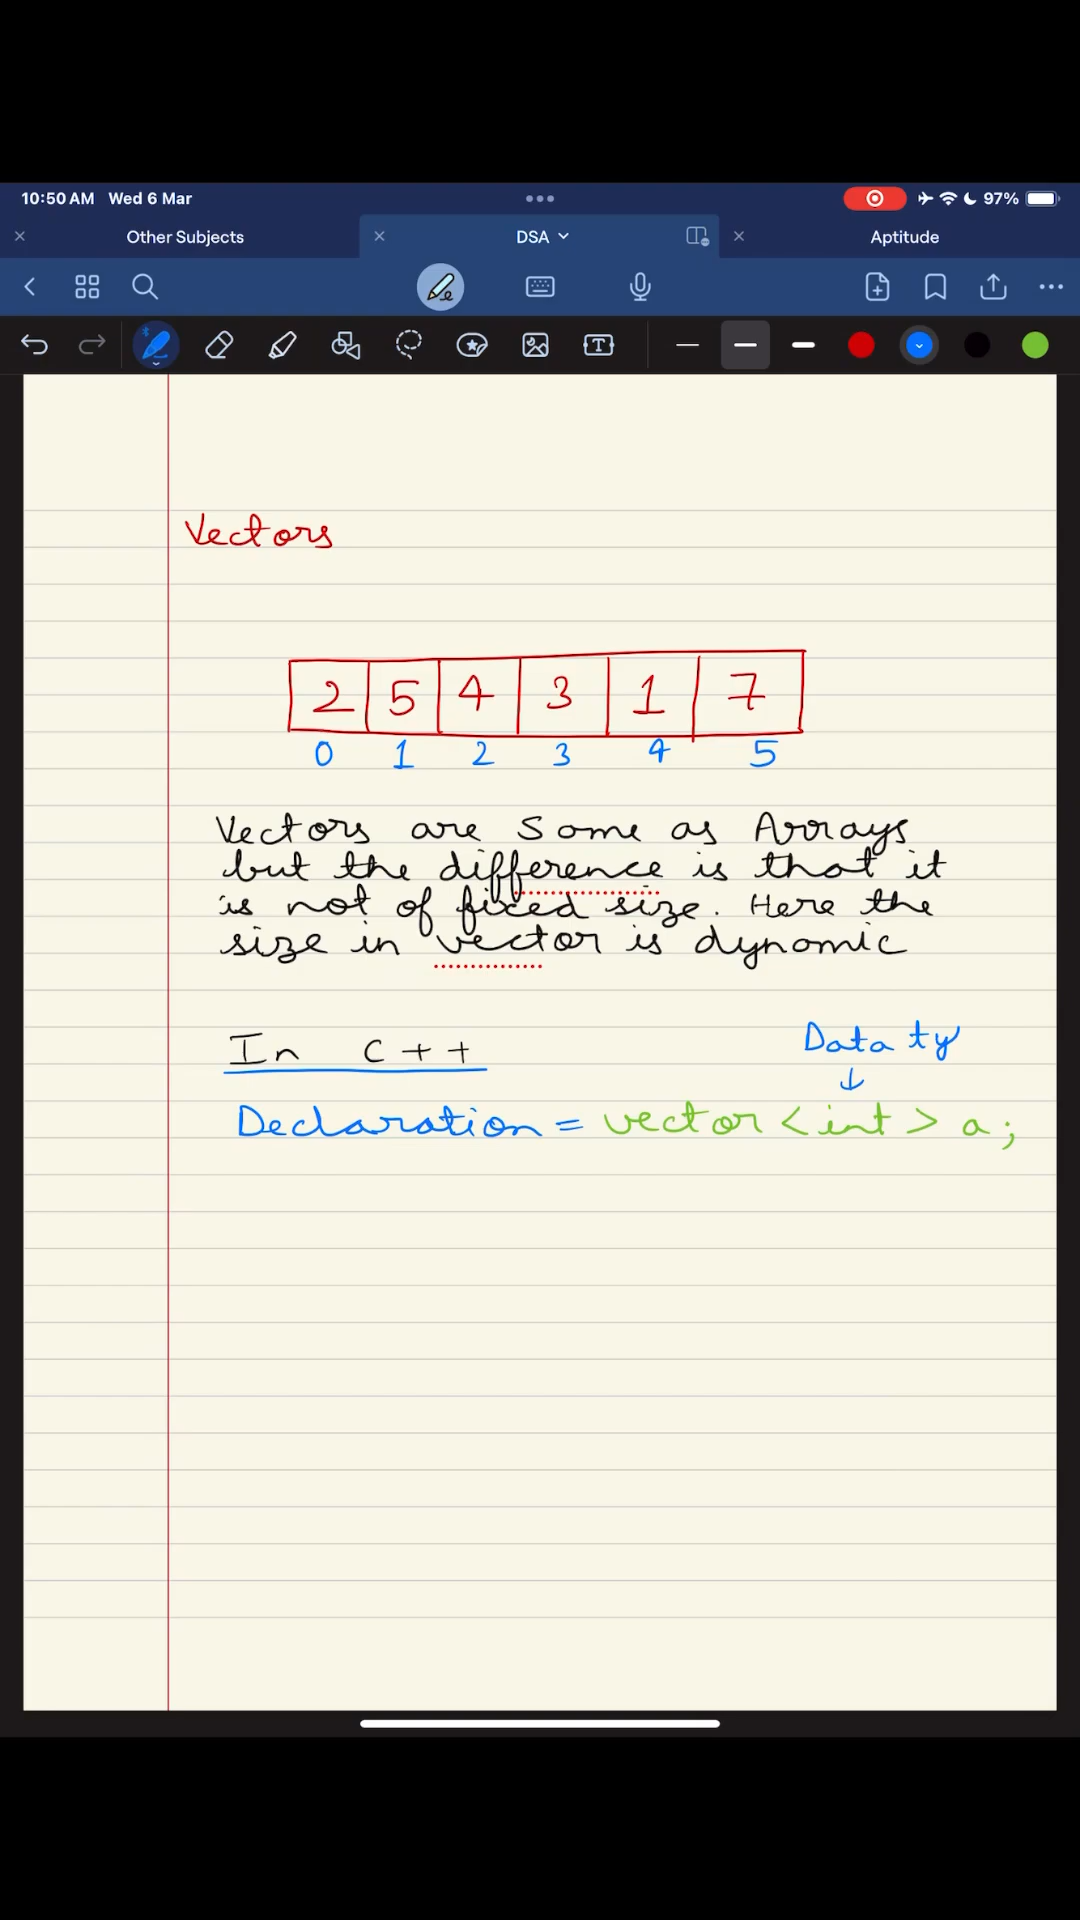 10:50 AM Wed 6 Mar
97%
Other Subjects
DSA
Aptitude
Vectors
2 5 4 3 1 7
0 1 2 3 4 5
Vectors are same as Arrays
but the difference is that it
is not of fixed size. Here the
size in vector is dynamic
In C++
Data ty
↓
Declaration = vector <int> a;